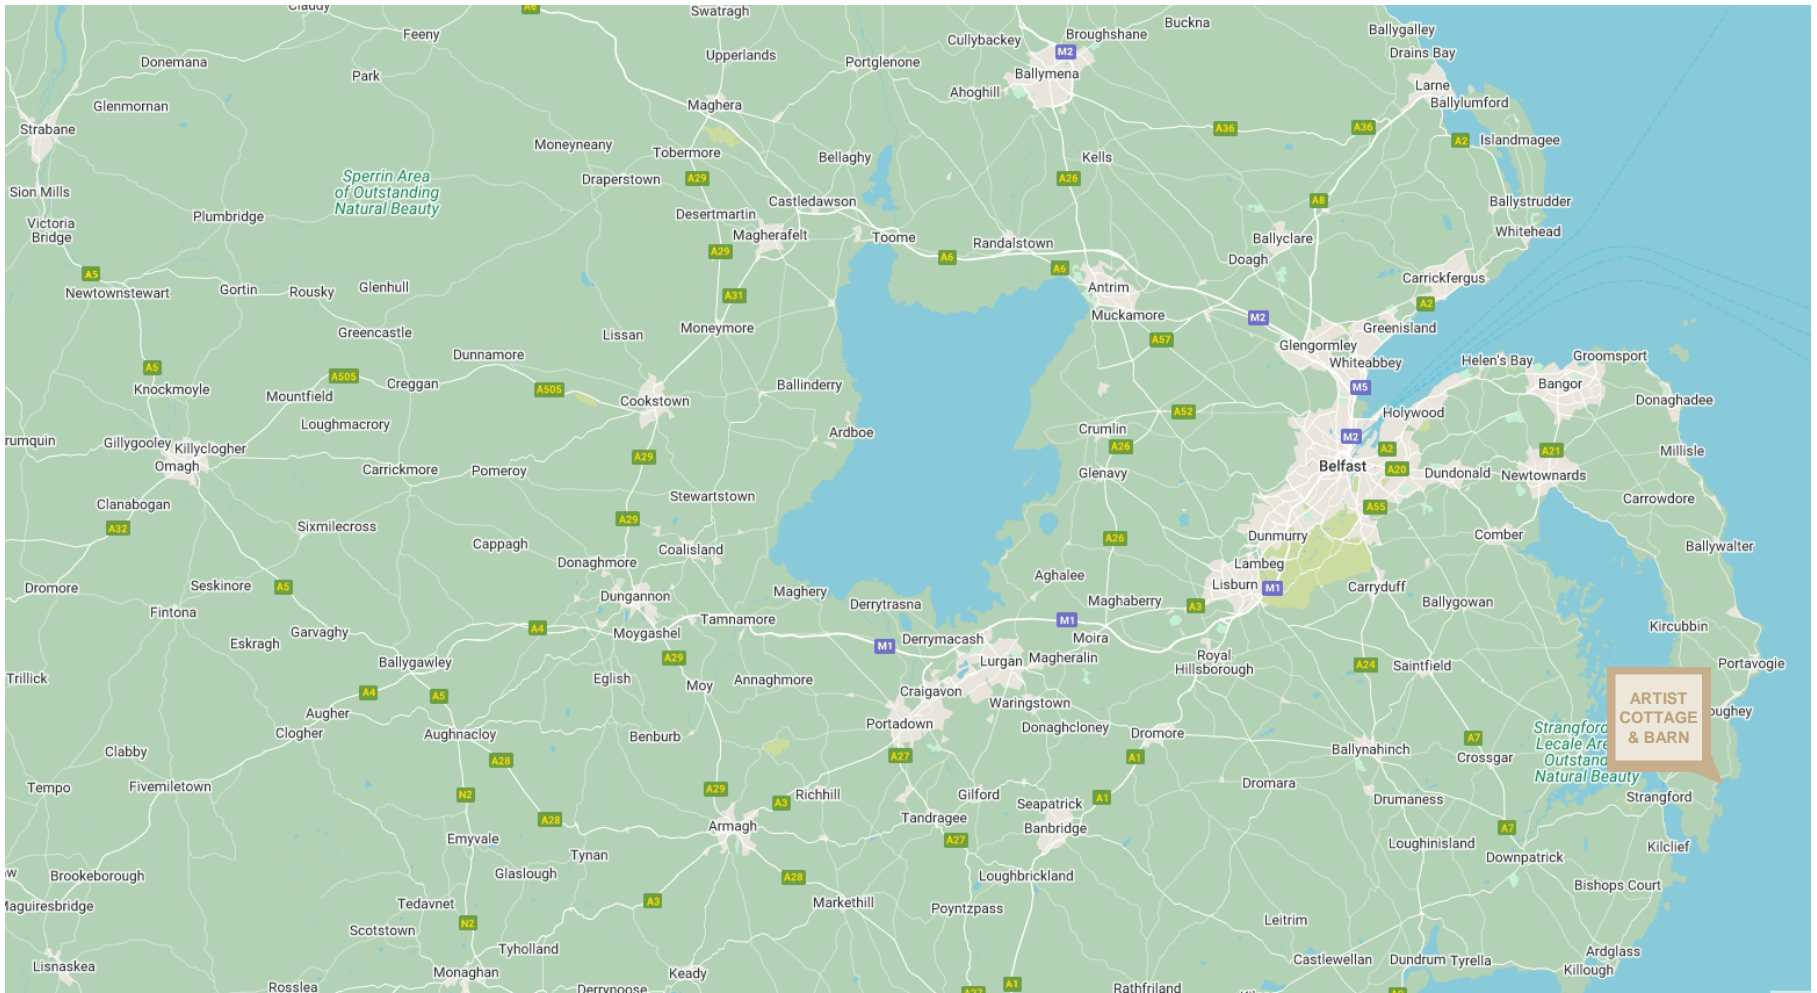 Claudy
A6
Swatragh
Buckna
Ballygalley
Feeny
Cullybackey
Broughshane
Drains Bay
Donemana
Upperlands
Portglenone
M2
Park
Ballymena
Ahoghill
Larne
Glenmornan
Maghera
Ballylumford
Strabane
A36
A36
A2
Islandmagee
Moneyneany
Tobermore
Bellaghy
Kells
Sperrin Area
of Outstanding
Natural Beauty
Draperstown
A29
A26
Sion Mills
Castledawson
A8
Ballystrudder
Plumbridge
Desertmartin
Victoria
Bridge
Magherafelt
Toome
Randalstown
Ballyclare
Whitehead
A29
A6
A6
Doagh
A5
Newtownstewart
Gortin
Rousky
Glenhull
A31
Antrim
Carrickfergus
A2
Greencastle
Lissan
Moneymore
Muckamore
M2
Greenisland
A57
Glengormley
Dunnamore
Whiteabbey
Helen's Bay
Groomsport
A5
Knockmoyle
A505
Mountfield
Creggan
A505
Cookstown
Ballinderry
M5
Bangor
Donaghadee
Loughmacrory
A52
Holywood
rumquin
Gillygooley
Killyclogher
Omagh
Ardboe
Crumlin
A26
M2
A2
A21
Millisle
Carrickmore
Pomeroy
A29
Glenavy
Belfast
A20
Dundonald
Newtownards
Clanabogan
Stewartstown
A55
Carrowdore
A32
Sixmilecross
A29
Cappagh
Coalisland
A26
Dunmurry
Comber
Ballywalter
Donaghmore
Lambeg
Dromore
Seskinore
A5
Dungannon
Maghery
Aghalee
Lisburn
M1
Carryduff
Fintona
Derrytrasna
Maghaberry
A3
Ballygowan
Eskragh
Garvaghy
A4
Moygashel
Tamnamore
M1
Derrymacash
M1
Moira
Kircubbin
Ballygawley
A29
Lurgan
Magheralin
Royal
Hillsborough
A24
Saintfield
Portavogie
Trillick
A4
A5
Eglish
Moy
Annaghmore
Craigavon
Waringstown
ARTIST
COTTAGE
& BARN
oughey
Augher
Clogher
Aughnacloy
Benburb
Portadown
Donaghcloney
Dromore
Strangford
Lecale Are
Outstand
Natural Beauty
Clabby
A28
A27
A1
Ballynahinch
A7
Crossgar
Tempo
Fivemiletown
N2
A29
A3
Richhill
Gilford
Seapatrick
A1
Dromara
Drumaness
Strangford
A28
Armagh
Tandragee
Banbridge
A7
Emyvale
A27
Loughinisland
Kilclief
Tynan
Downpatrick
aw
Brookeborough
Glaslough
A28
Loughbrickland
Bishops Court
Maguiresbridge
Tedavnet
A3
Markethill
Poyntzpass
N2
Scotstown
Leitrim
Tyholland
Ardglass
Lisnaskea
Monaghan
Keady
Castlewellan
Dundrum
Tyrella
Killough
Rosslea
Derrynoose
A27
A1
Rathfriland